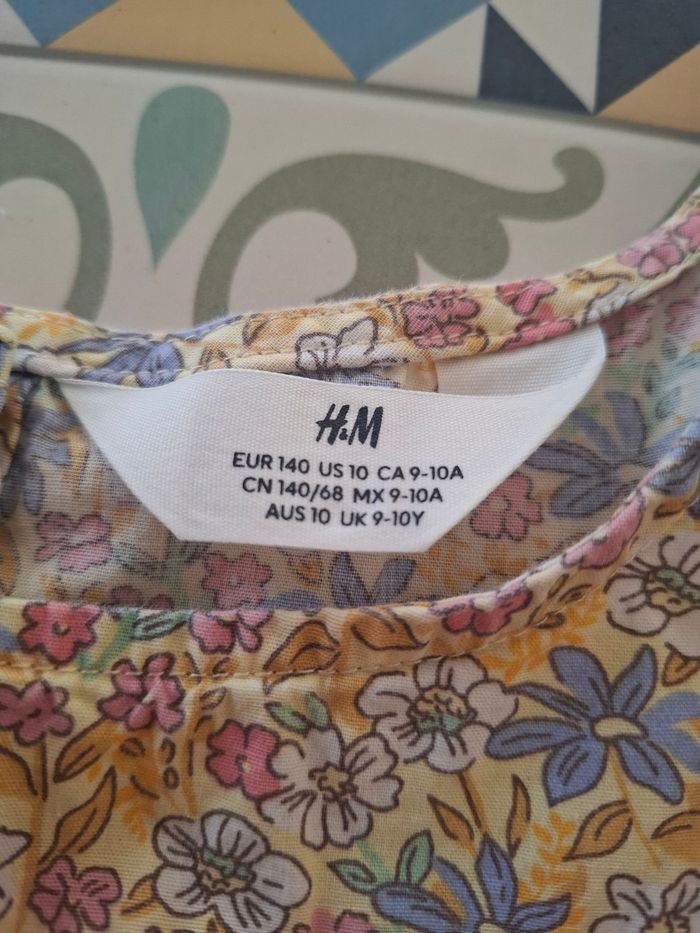 H&M
EUR 140 US 10 CA 9-10A
CN 140/68 MX 9-10A
AUS 10 UK 9-10Y